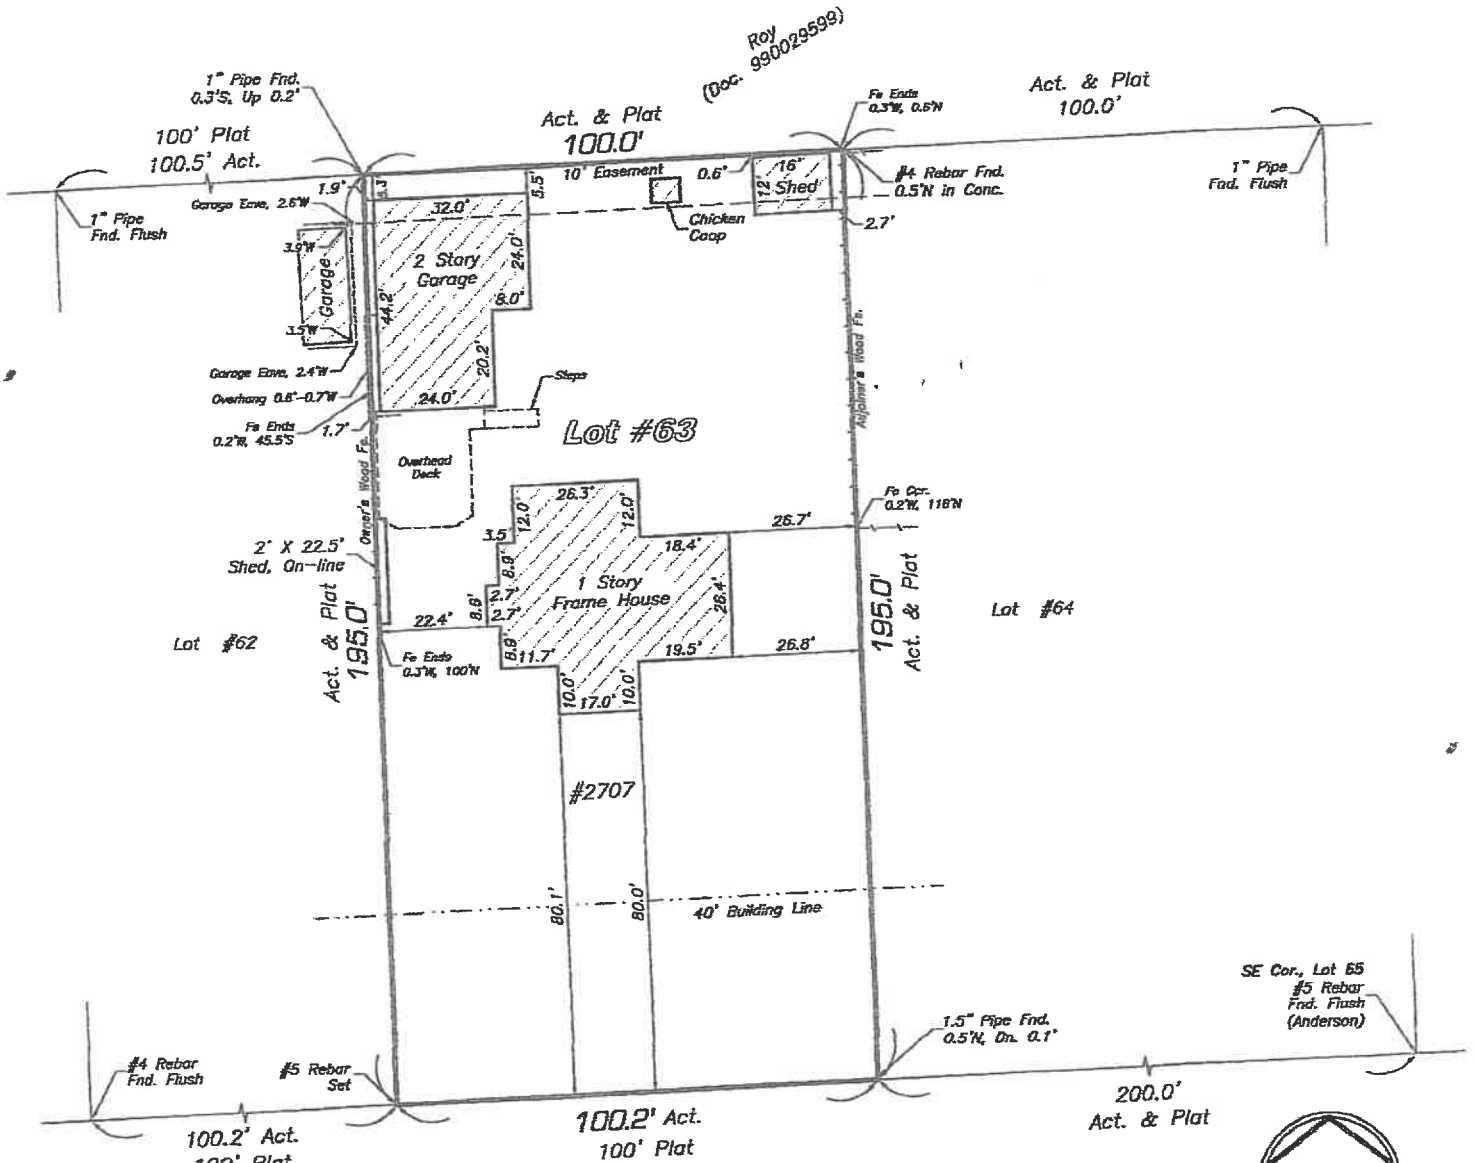 Roy
(Doc. 990029599)
1" Pipe Fnd.
0.3'S, Up 0.2'
100' Plat
100.5' Act.
Act. & Plat
100.0'
Fe Ends
0.3'W, 0.6'N
Act. & Plat
100.0'
1" Pipe
Fnd. Flush
1.9'
5.3'
Garage Eave, 2.6'W
32.0'
5.5'
10' Easement
0.6'
16'
12'
Shed
#4 Rebar Fnd.
0.5'N in Conc.
1" Pipe
Fnd. Flush
Chicken
Coop
2.7'
3.9'W
Garage
3.5'W
2 Story
Garage
24.0'
44.2'
8.0'
20.2'
24.0'
Garage Eave, 2.4'W
Overhang 0.6'-0.7'W
Fe Ends
0.2'W, 45.5'S
1.7'
Steps
Lot #63
Adjoiner's Wood Fe.
Owner's Wood Fe.
Overhead
Deck
26.3'
12.0'
12.0'
3.5'
8.9'
18.4'
26.7'
Fe Cor.
0.2'W, 116'N
2' X 22.5'
Shed, On-line
1 Story
Frame House
26.4'
2.7'
8.6'
2.7'
22.4'
8.9'
11.7'
19.5'
26.8'
10.0'
17.0'
10.0'
Fe Ends
0.3'W, 100'N
Act. & Plat
195.0'
195.0'
Act. & Plat
Lot #62
Lot #64
#2707
80.1'
80.0'
40' Building Line
SE Cor., Lot 65
#5 Rebar
Fnd. Flush
(Anderson)
1.5" Pipe Fnd.
0.5'N, Dn. 0.1'
#4 Rebar
Fnd. Flush
#5 Rebar
Set
100.2' Act.
100' Plat
100.2' Act.
100' Plat
200.0'
Act. & Plat